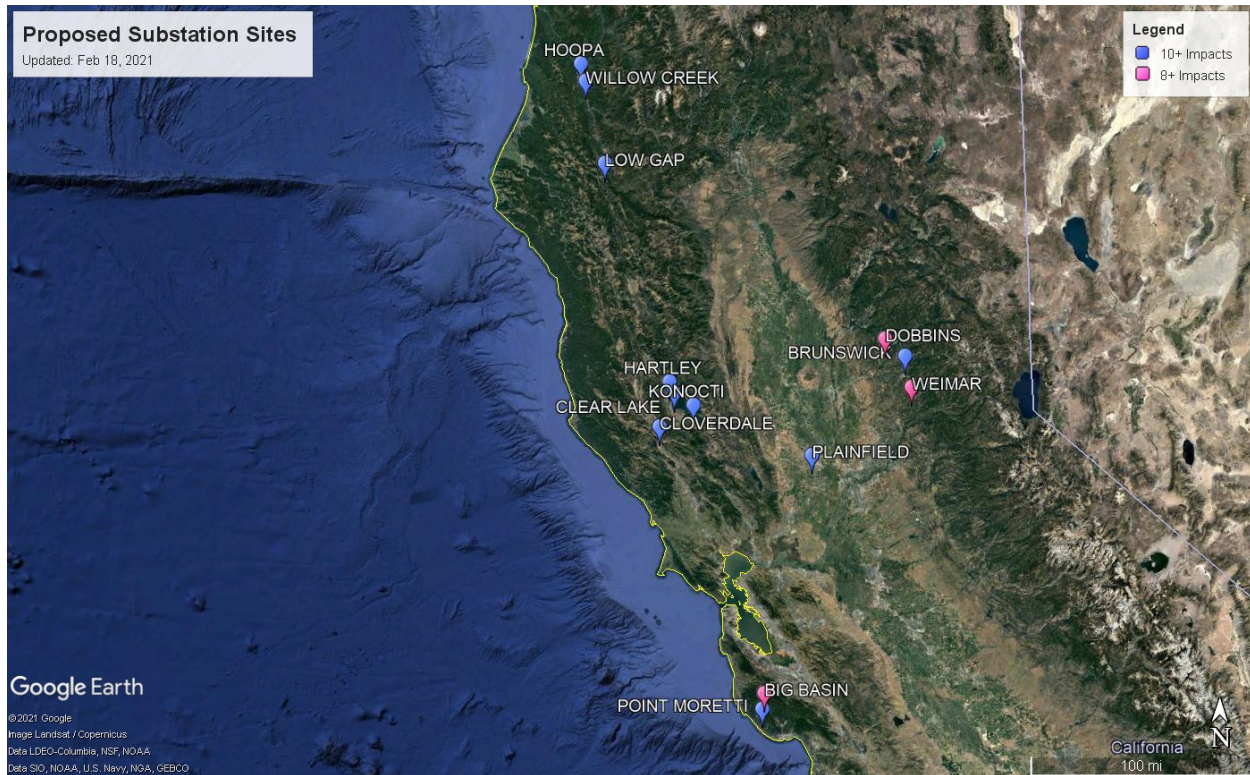 Proposed Substation Sites
Updated: Feb 18, 2021
Legend
10+ Impacts
8+ Impacts
HOOPA
WILLOW CREEK
LOW GAP
DOBBINS
BRUNSWICK
HARTLEY
WEIMAR
KONOCTI
CLEAR LAKE
CLOVERDALE
PLAINFIELD
BIG BASIN
POINT MORETTI
Google Earth
©2021 Google
Image Landsat / Copernicus
Data LDEO-Columbia, NSF, NOAA
Data SIO, NOAA, U.S. Navy, NGA, GEBCO
N
California
100 mi